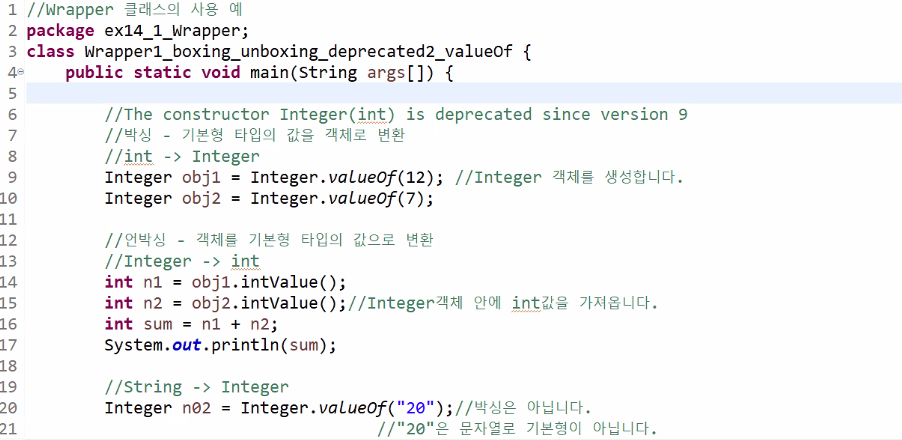 1 //Wrapper 클래스의 사용 예
2 package ex14_1_Wrapper;
3 class Wrapper1_boxing_unboxing_deprecated2_valueOf {
4 public static void main(String args[]) {
5
6 //The constructor Integer(int) is deprecated since version 9
7 //박싱 - 기본형 타입의 값을 객체로 변환
8 //int -> Integer
9 Integer obj1 = Integer.valueOf(12); //Integer 객체를 생성합니다.
10 Integer obj2 = Integer.valueOf(7);
11
12 //언박싱 - 객체를 기본형 타입의 값으로 변환
13 //Integer -> int
14 int n1 = obj1.intValue();
15 int n2 = obj2.intValue();//Integer객체 안에 int값을 가져옵니다.
16 int sum = n1 + n2;
17 System.out.println(sum);
18
19 //String -> Integer
20 Integer n02 = Integer.valueOf("20");//박싱은 아닙니다.
21 //"20"은 문자열로 기본형이 아닙니다.